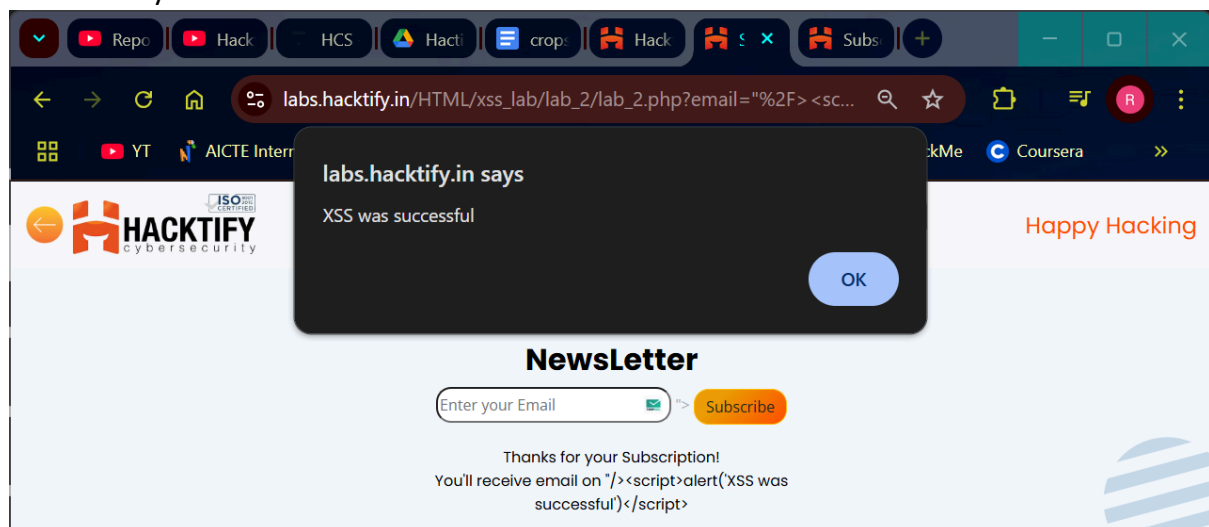 Repo Hack HCS Hacti crops Hack S Subs
labs.hacktify.in/HTML/xss_lab/lab_2/lab_2.php?email="%2F><sc...
R
YT AICTE Intern ckMe Coursera
labs.hacktify.in says
XSS was successful
OK
ISO
CERTIFIED
HACKTIFY
cybersecurity
Happy Hacking
NewsLetter
Enter your Email "> Subscribe
Thanks for your Subscription!
You'll receive email on "/><script>alert('XSS was
successful')</script>